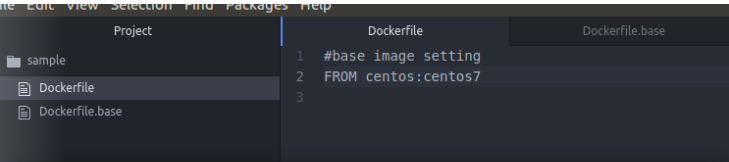 File Edit View Selection Find Packages Help
Project
Dockerfile
Dockerfile.base
sample
Dockerfile
Dockerfile.base
1 #base image setting
2 FROM centos:centos7
3